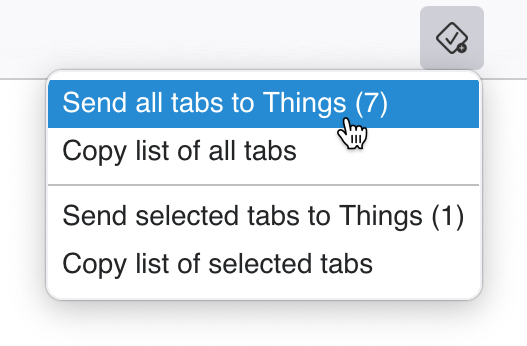 Send all tabs to Things (7)
Copy list of all tabs
Send selected tabs to Things (1)
Copy list of selected tabs